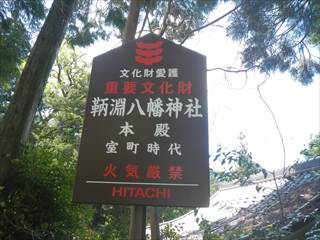 文化財愛護
重要文化財
鞆淵八幡神社
本殿
室町時代
火気厳禁
HITACHI